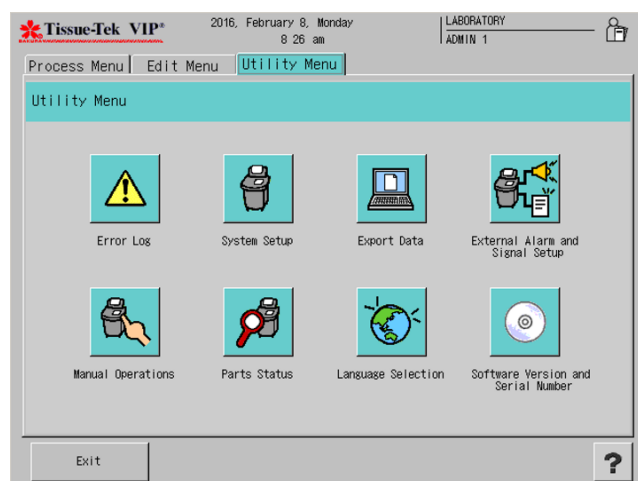 Tissue-Tek VIP®
SAKURA
2016, February 8, Monday
8 26 am
LABORATORY
ADMIN 1
Process Menu Edit Menu Utility Menu
Utility Menu
Error Log
System Setup
Export Data
External Alarm and
Signal Setup
Manual Operations
Parts Status
Language Selection
Software Version and
Serial Number
Exit
?